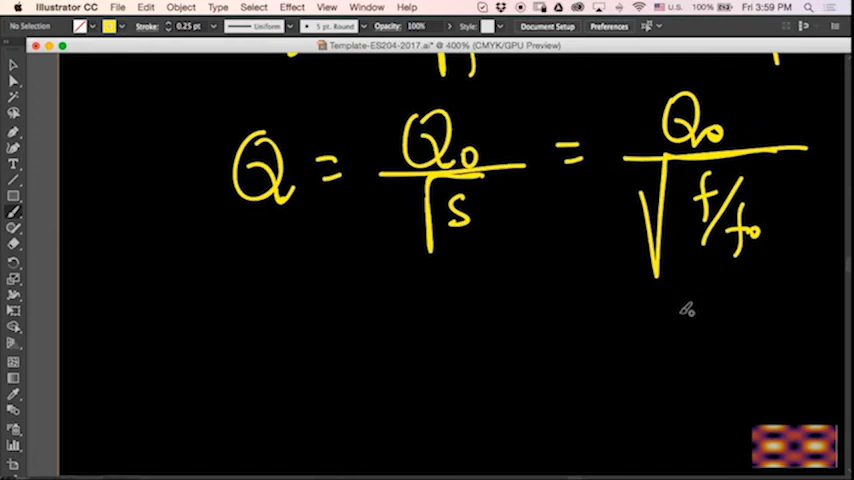 Illustrator CC File Edit Object Type Select Effect View Window Help U.S. 100% Fri 3:59 PM
No Selection Stroke: 0.25 pt Uniform 5 pt. Round Opacity: 100% Style: Document Setup Preferences
Template-ES204-2017.ai* @ 400% (CMYK/GPU Preview)
Q = Q₀/√s = Q₀/√(f/f₀)